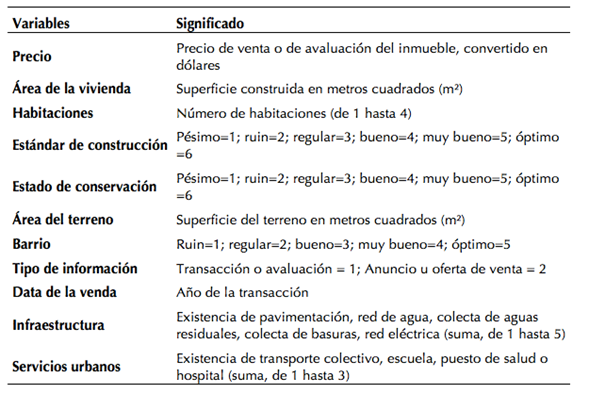 Variables Significado
Precio Precio de venta o de avaluación del inmueble, convertido en
dólares
Área de la vivienda Superficie construida en metros cuadrados (m²)
Habitaciones Número de habitaciones (de 1 hasta 4)
Estándar de construcción Pésimo=1; ruin=2; regular=3; bueno=4; muy bueno=5; óptimo
=6
Estado de conservación Pésimo=1; ruin=2; regular=3; bueno=4; muy bueno=5; óptimo
=6
Área del terreno Superficie del terreno en metros cuadrados (m²)
Barrio Ruin=1; regular=2; bueno=3; muy bueno=4; óptimo=5
Tipo de información Transacción o avaluación = 1; Anuncio u oferta de venta = 2
Data de la venda Año de la transacción
Infraestructura Existencia de pavimentación, red de agua, colecta de aguas
residuales, colecta de basuras, red eléctrica (suma, de 1 hasta 5)
Servicios urbanos Existencia de transporte colectivo, escuela, puesto de salud o
hospital (suma, de 1 hasta 3)